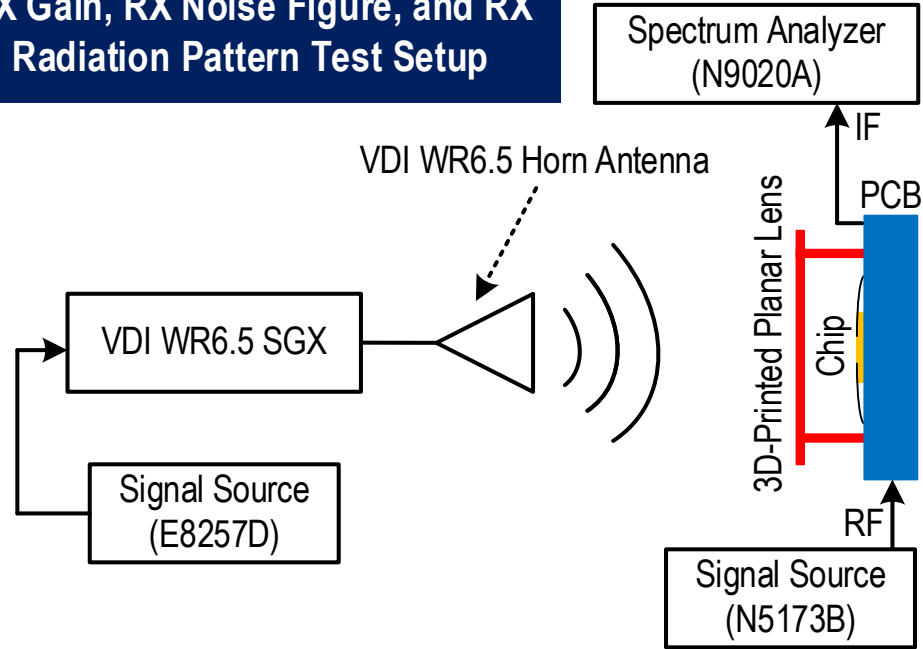 Gain, RX Noise Figure, and RX
Radiation Pattern Test Setup
Spectrum Analyzer
(N9020A)
IF
VDI WR6.5 Horn Antenna
PCB
3D-Printed Planar Lens
Chip
VDI WR6.5 SGX
Signal Source
(E8257D)
RF
Signal Source
(N5173B)